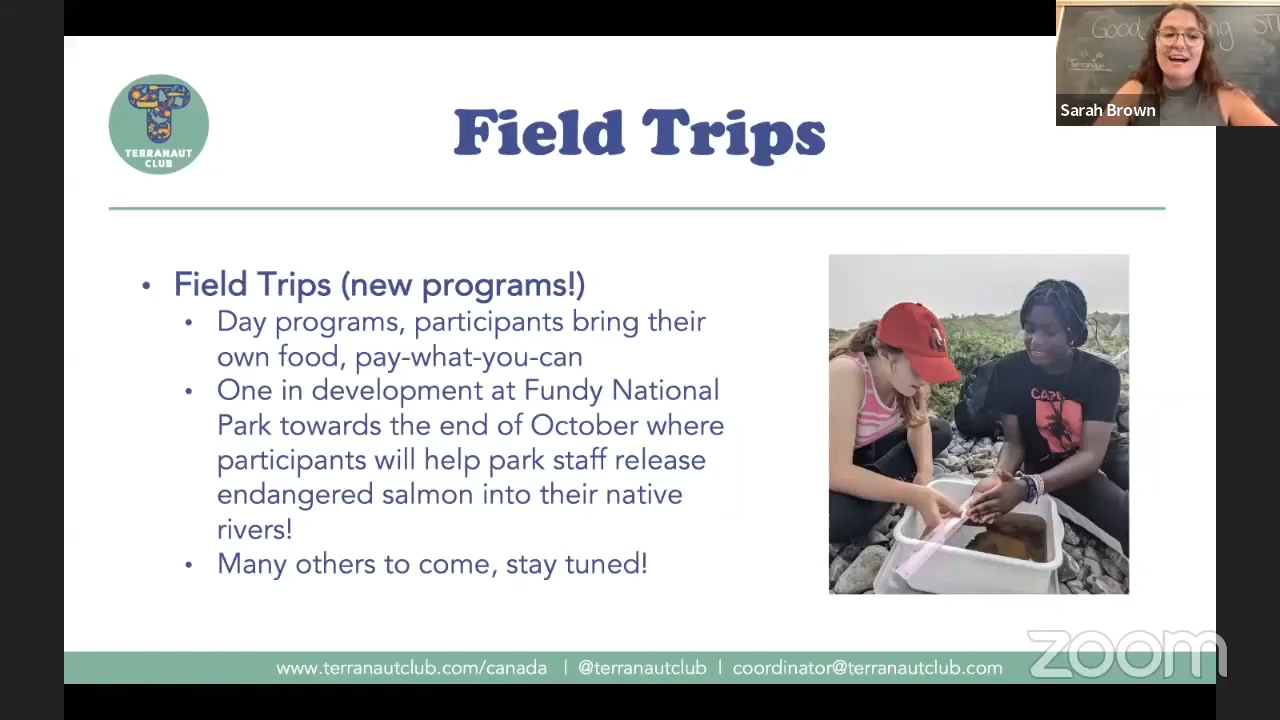 Good
Terranaut
Sarah Brown
TERRANAUT
CLUB
Field Trips
• Field Trips (new programs!)
• Day programs, participants bring their
own food, pay-what-you-can
• One in development at Fundy National
Park towards the end of October where
participants will help park staff release
endangered salmon into their native
rivers!
• Many others to come, stay tuned!
www.terranautclub.com/canada | @terranautclub | coordinator@terranautclub.com
zoom